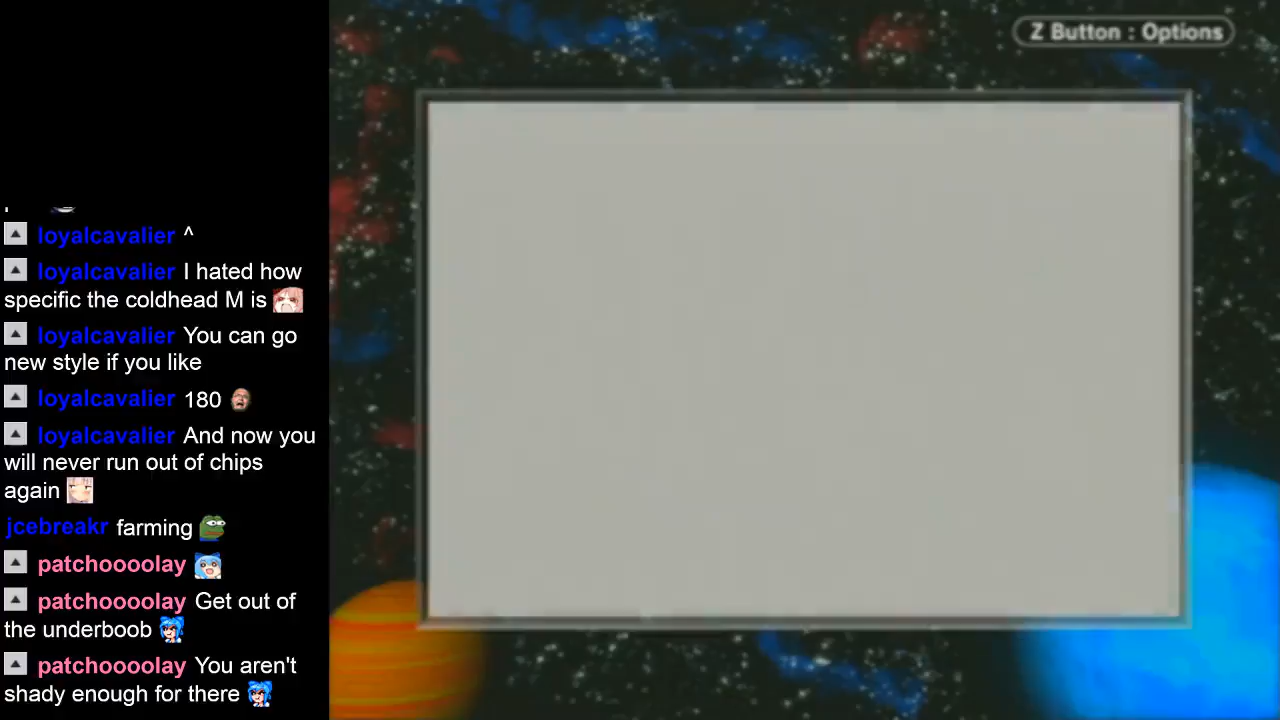 Z Button : Options
loyalcavalier ^
loyalcavalier I hated how
specific the coldhead M is
loyalcavalier You can go
new style if you like
loyalcavalier 180
loyalcavalier And now you
will never run out of chips
again
jcebreakr farming
patchoooolay
patchoooolay Get out of
the underboob
patchoooolay You aren't
shady enough for there